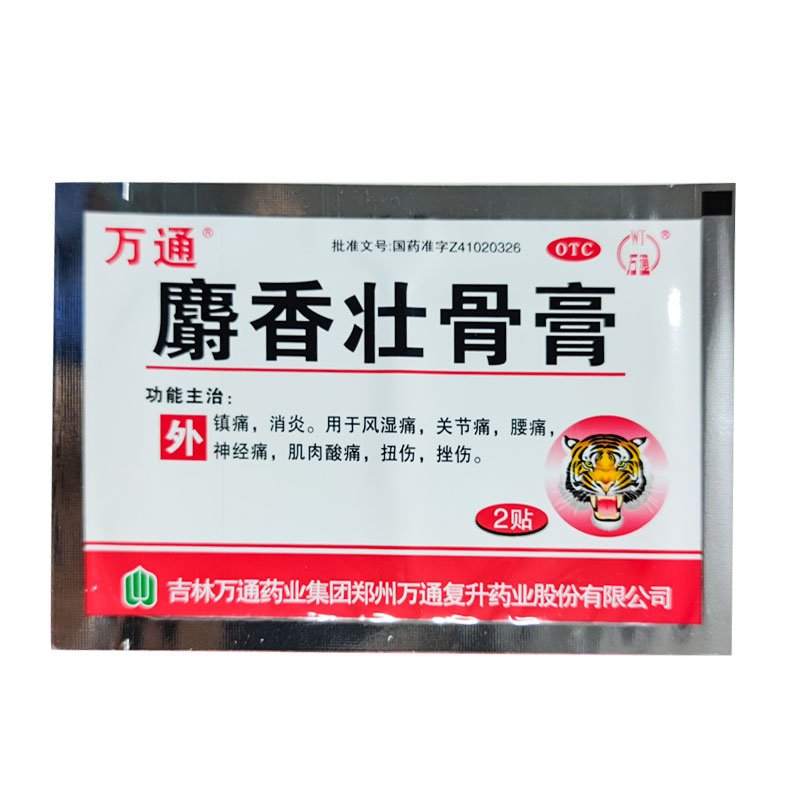 万通®
批准文号:国药准字Z41020326
OTC
WT
万通
®
麝香壮骨膏
功能主治:
外
镇痛，消炎。用于风湿痛，关节痛，腰痛，
神经痛，肌肉酸痛，扭伤，挫伤。
2贴
吉林万通药业集团郑州万通复升药业股份有限公司